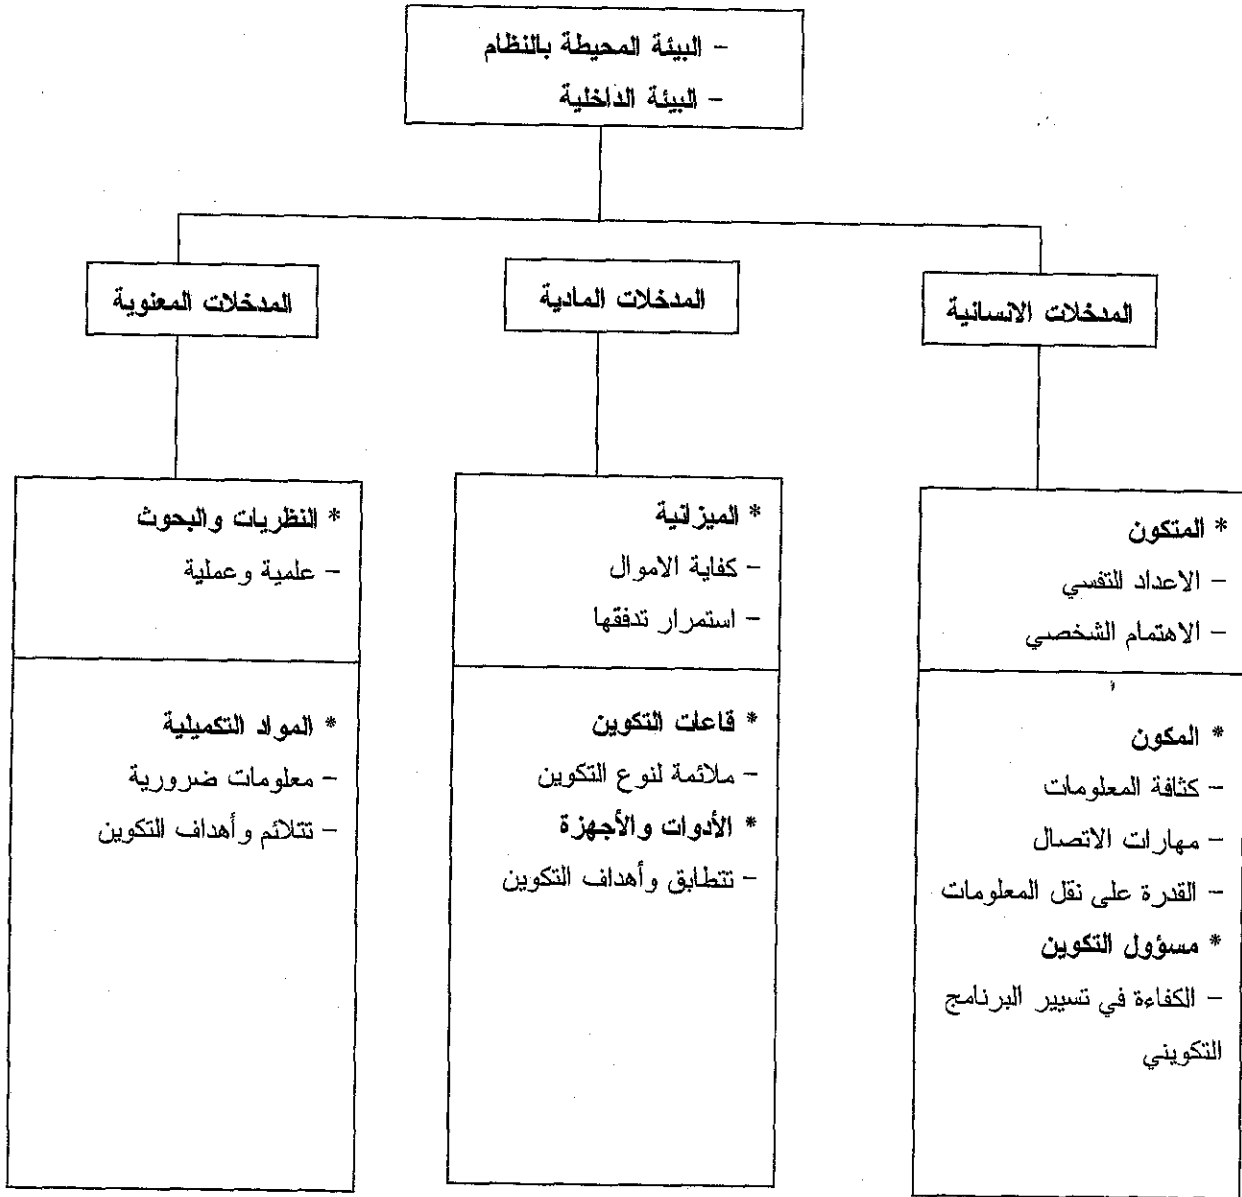 – البيئة المحيطة بالنظام
– البيئة الداخلية
المدخلات الانسانية
المدخلات المادية
المدخلات المعنوية
* المتكون
– الاعداد النفسي
– الاهتمام الشخصي
* المكون
– كثافة المعلومات
– مهارات الاتصال
– القدرة على نقل المعلومات
* مسؤول التكوين
– الكفاءة في تسيير البرنامج
التكويني
* الميزانية
– كفاية الاموال
– استمرار تدفقها
* قاعات التكوين
– ملائمة لنوع التكوين
* الأدوات والأجهزة
– تتطابق وأهداف التكوين
* النظريات والبحوث
– علمية وعملية
* المواد التكميلية
– معلومات ضرورية
– تتلائم وأهداف التكوين